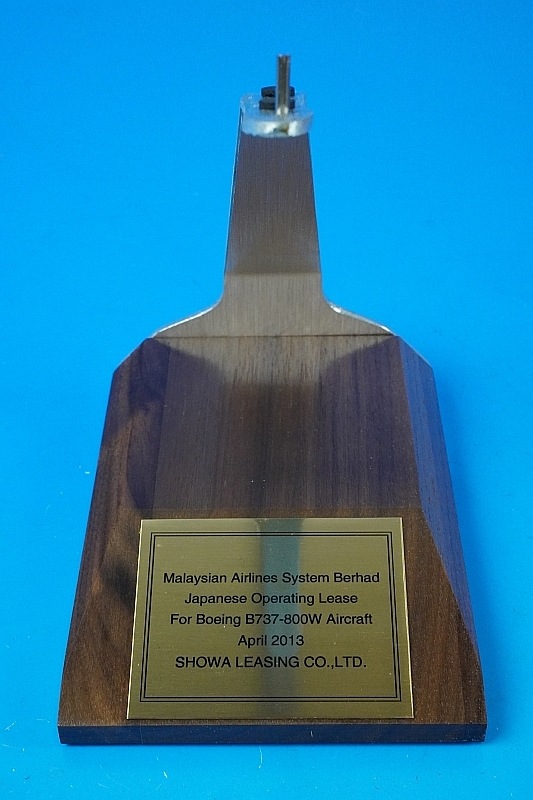 Malaysian Airlines System Berhad
Japanese Operating Lease
For Boeing B737-800W Aircraft
April 2013
SHOWA LEASING CO.,LTD.